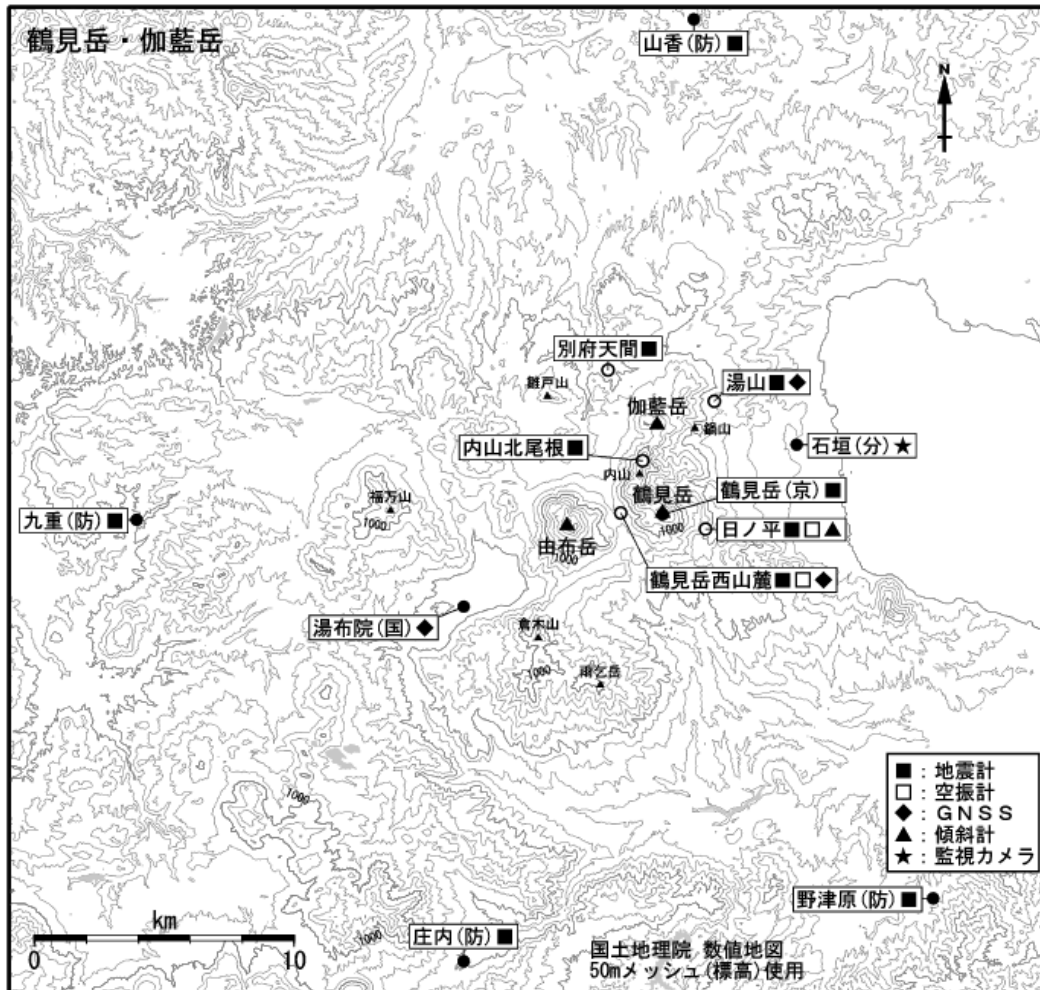 鶴見岳・伽藍岳
山香(防)■
N
別府天間■
雛戸山
湯山■◆
伽藍岳
鍋山
石垣(分)★
内山北尾根■
内山
鶴見岳
鶴見岳(京)■
福万山
1000
九重(防)■
由布岳
1000
1000
日ノ平■□▲
鶴見岳西山麓■□◆
湯布院(国)◆
倉木山
1000
雨乞岳
1000
■：地震計
□：空振計
◆：ＧＮＳＳ
▲：傾斜計
★：監視カメラ
野津原(防)■
km
0 10
1000
庄内(防)■
国土地理院 数値地図
50mメッシュ(標高)使用